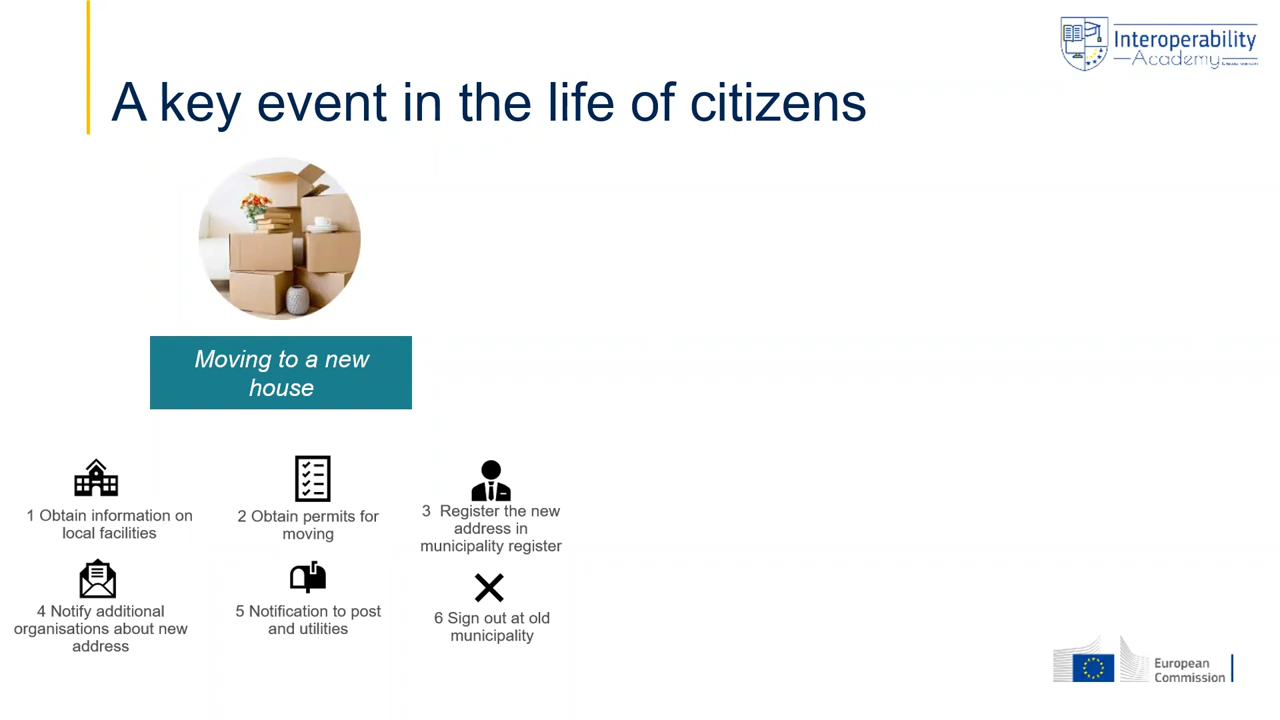 Interoperability
Academy
A key event in the life of citizens
Moving to a new
house
1 Obtain information on
local facilities
2 Obtain permits for
moving
3 Register the new
address in
municipality register
4 Notify additional
organisations about new
address
5 Notification to post
and utilities
6 Sign out at old
municipality
European
Commission